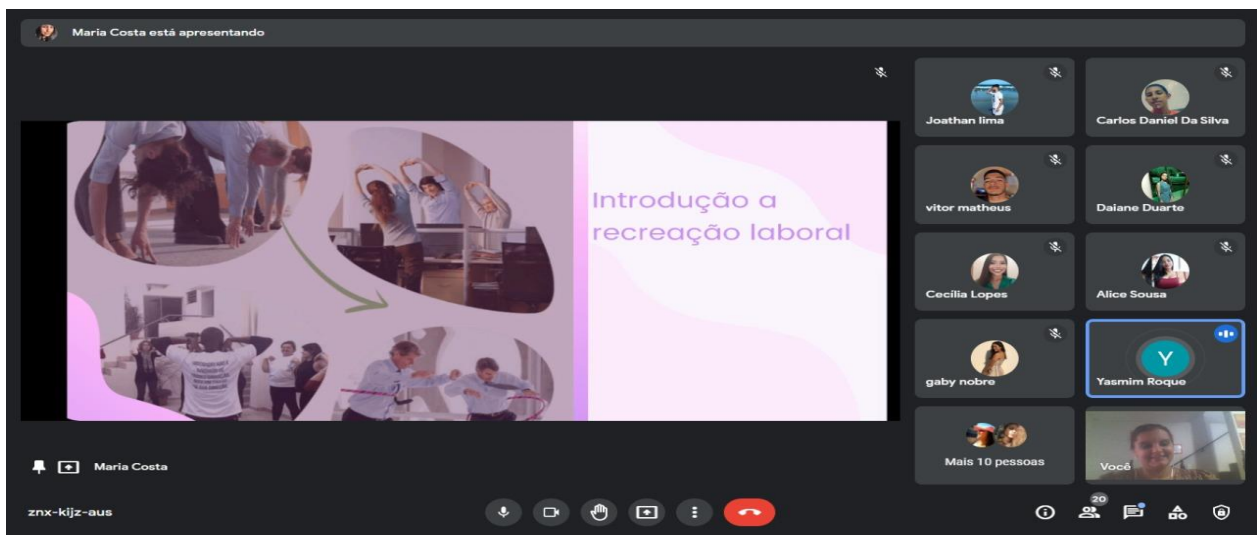 Maria Costa está apresentando
Introdução a
recreação laboral
Joathan lima
Carlos Daniel Da Silva
vitor matheus
Daiane Duarte
Cecília Lopes
Alice Sousa
gaby nobre
Y
Yasmim Roque
Mais 10 pessoas
Você
Maria Costa
znx-kijz-aus
20